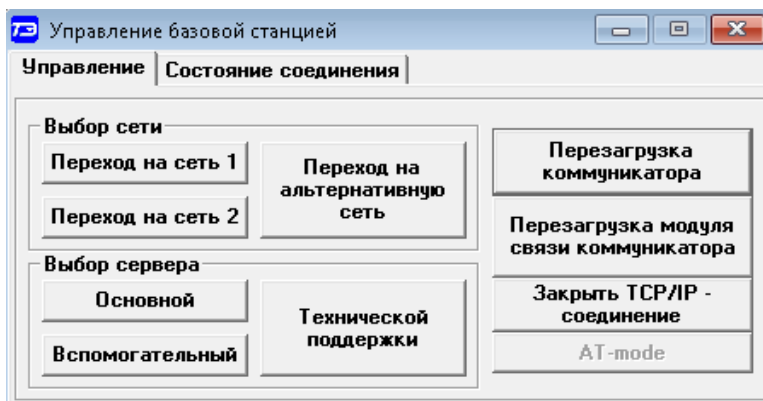 ТЭ Управление базовой станцией
Управление Состояние соединения
Выбор сети
Переход на сеть 1
Переход на сеть 2
Переход на
альтернативную
сеть
Выбор сервера
Основной
Вспомогательный
Технической
поддержки
Перезагрузка
коммуникатора
Перезагрузка модуля
связи коммуникатора
Закрыть TCP/IP -
соединение
AT-mode